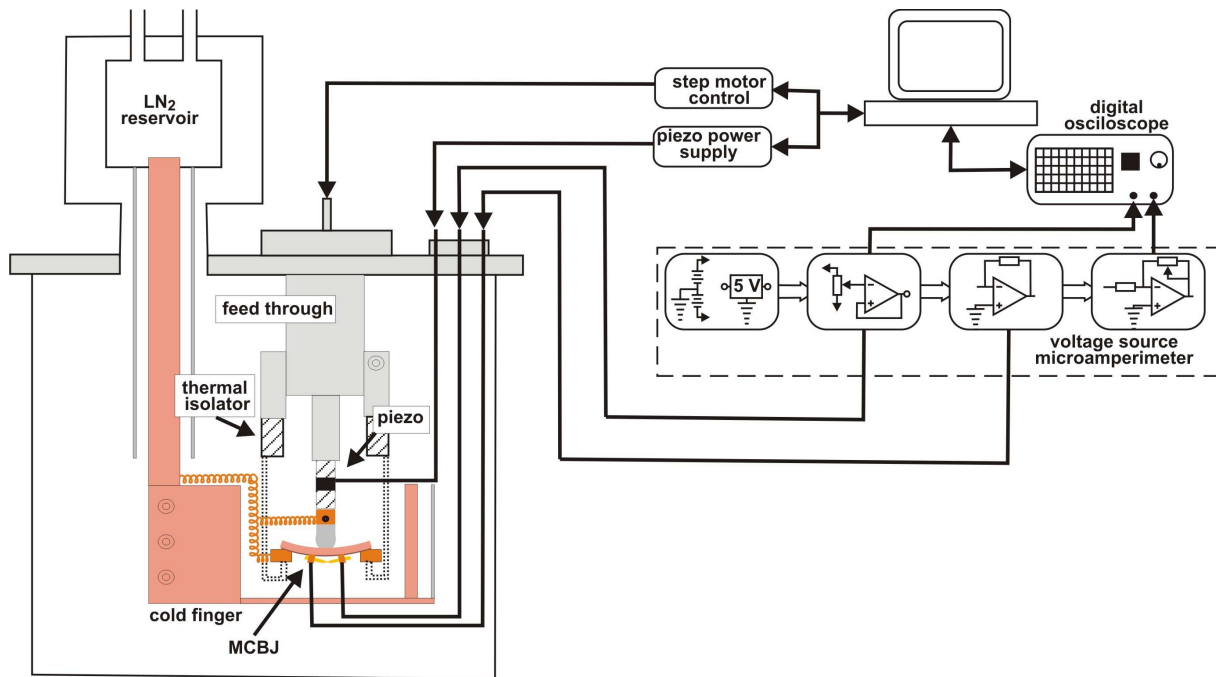 LN₂
reservoir
step motor
control
piezo power
supply
digital
osciloscope
feed through
5 V
voltage source
microamperimeter
thermal
isolator
piezo
cold finger
MCBJ